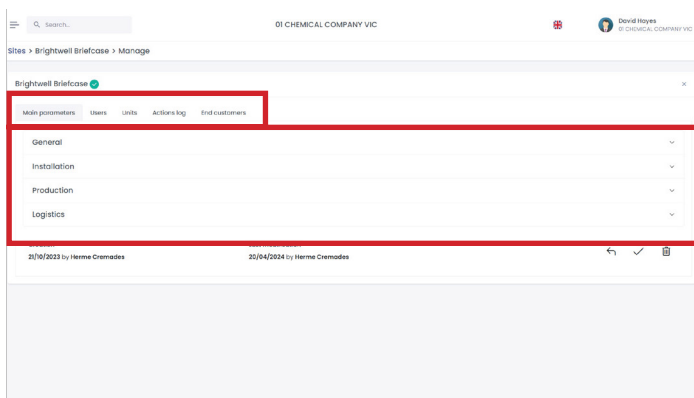 Search..
01 CHEMICAL COMPANY VIC
David Hayes
01 CHEMICAL COMPANY VIC
Sites > Brightwell Briefcase > Manage
Brightwell Briefcase
Main parameters Users Units Actions log End customers
General
Installation
Production
Logistics
21/10/2023 by Herme Cremades
20/04/2024 by Herme Cremades